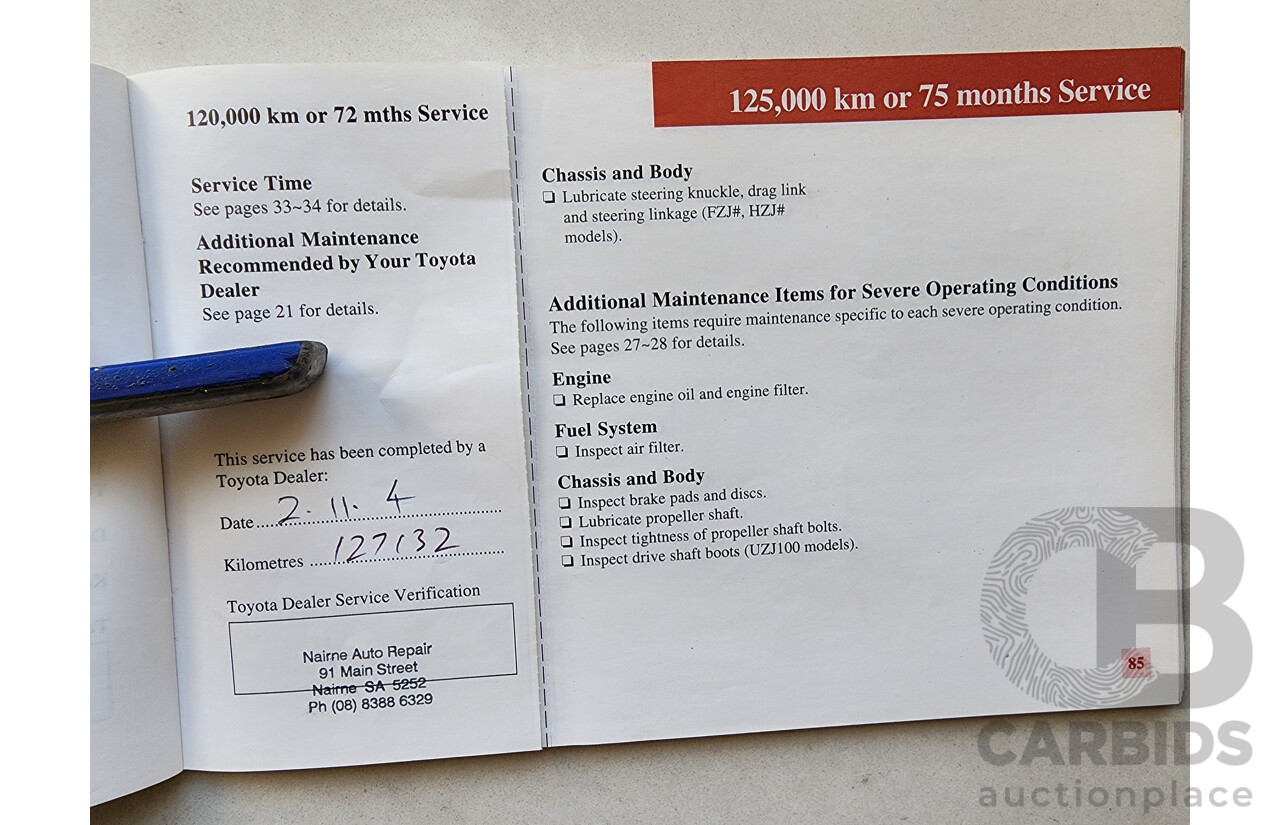 120,000 km or 72 mths Service
Service Time
See pages 33~34 for details.
Additional Maintenance
Recommended by Your Toyota
Dealer
See page 21 for details.
This service has been completed by a
Toyota Dealer:
Date 2.11.4
Kilometres 127132
Toyota Dealer Service Verification
Nairne Auto Repair
91 Main Street
Nairne SA 5252
Ph (08) 8388 6329
125,000 km or 75 months Service
Chassis and Body
❏ Lubricate steering knuckle, drag link
and steering linkage (FZJ#, HZJ#
models).
Additional Maintenance Items for Severe Operating Conditions
The following items require maintenance specific to each severe operating condition.
See pages 27~28 for details.
Engine
❏ Replace engine oil and engine filter.
Fuel System
❏ Inspect air filter.
Chassis and Body
❏ Inspect brake pads and discs.
❏ Lubricate propeller shaft.
❏ Inspect tightness of propeller shaft bolts.
❏ Inspect drive shaft boots (UZJ100 models).
85
CB
CARBIDS
auctionplace